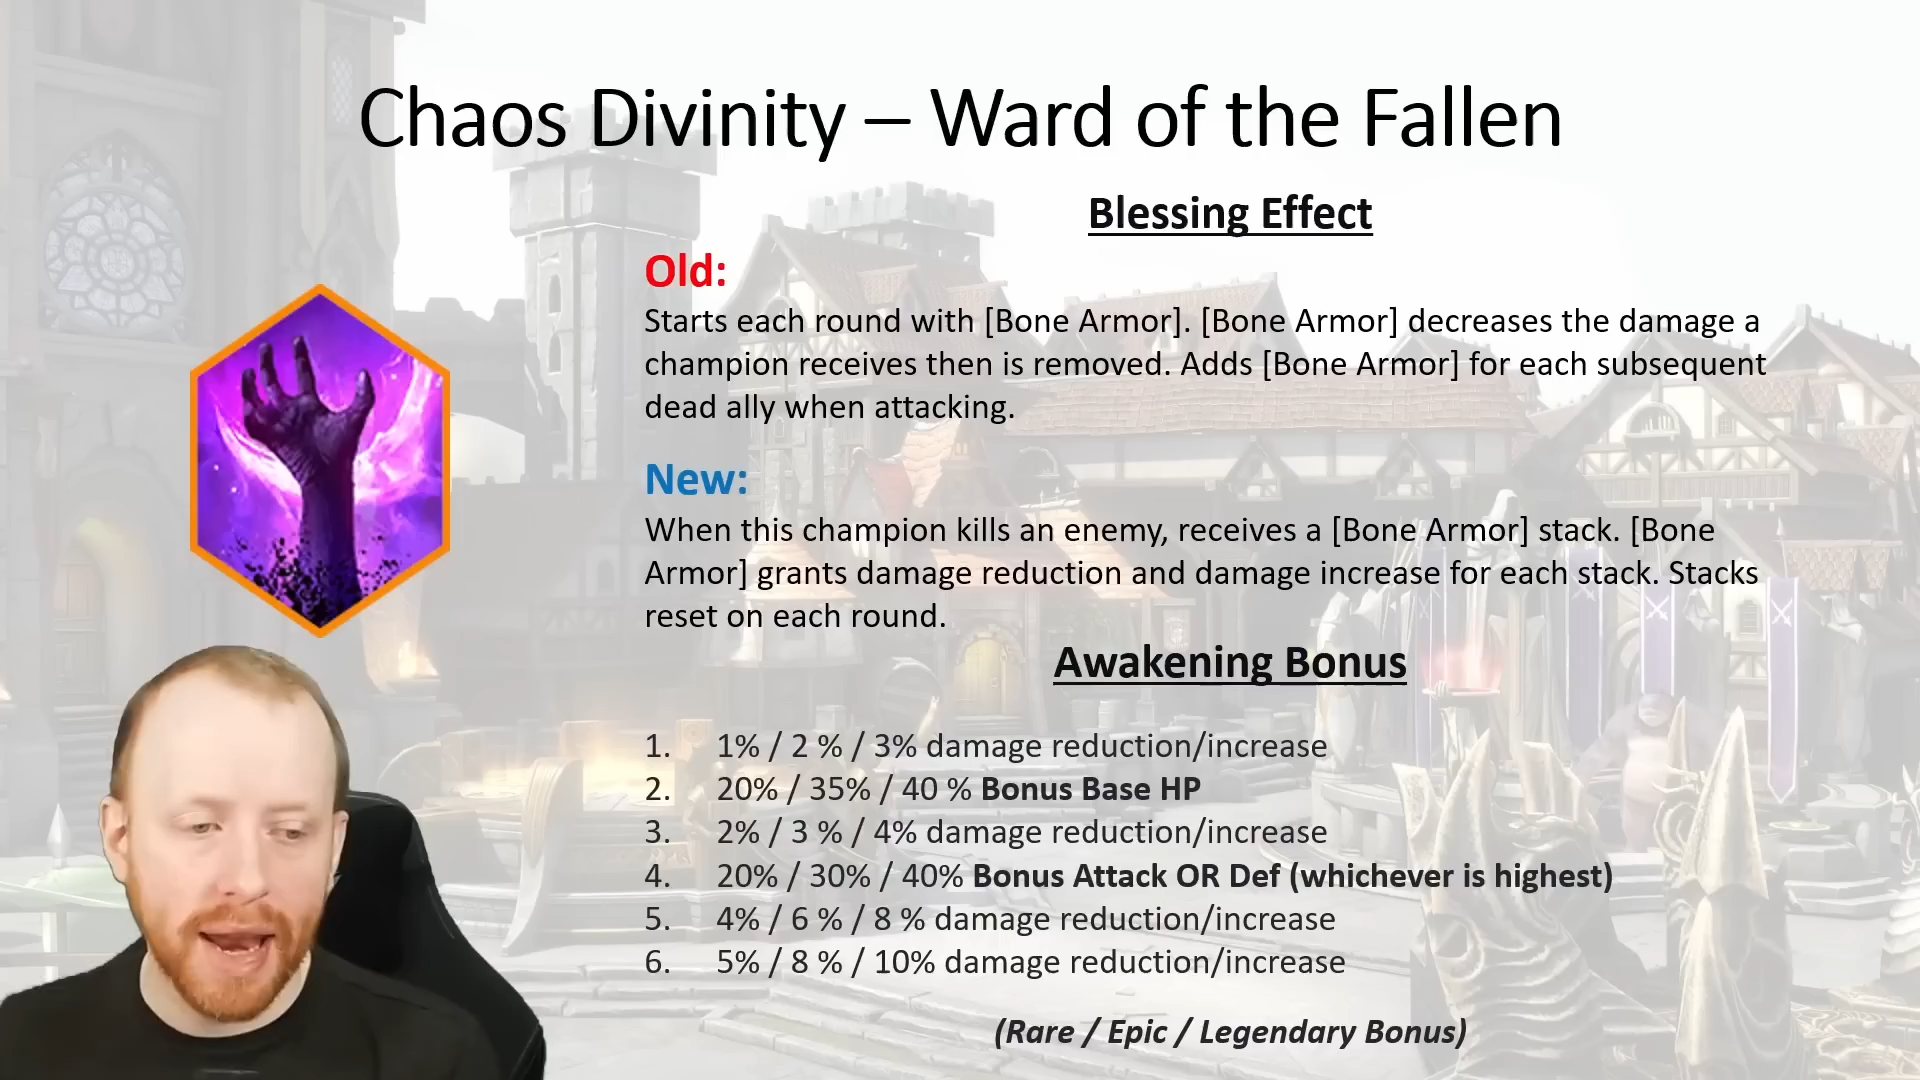 Chaos Divinity – Ward of the Fallen
Blessing Effect
Old:
Starts each round with [Bone Armor]. [Bone Armor] decreases the damage a
champion receives then is removed. Adds [Bone Armor] for each subsequent
dead ally when attacking.
New:
When this champion kills an enemy, receives a [Bone Armor] stack. [Bone
Armor] grants damage reduction and damage increase for each stack. Stacks
reset on each round.
Awakening Bonus
1. 1% / 2 % / 3% damage reduction/increase
2. 20% / 35% / 40 % Bonus Base HP
3. 2% / 3 % / 4% damage reduction/increase
4. 20% / 30% / 40% Bonus Attack OR Def (whichever is highest)
5. 4% / 6 % / 8 % damage reduction/increase
6. 5% / 8 % / 10% damage reduction/increase
(Rare / Epic / Legendary Bonus)